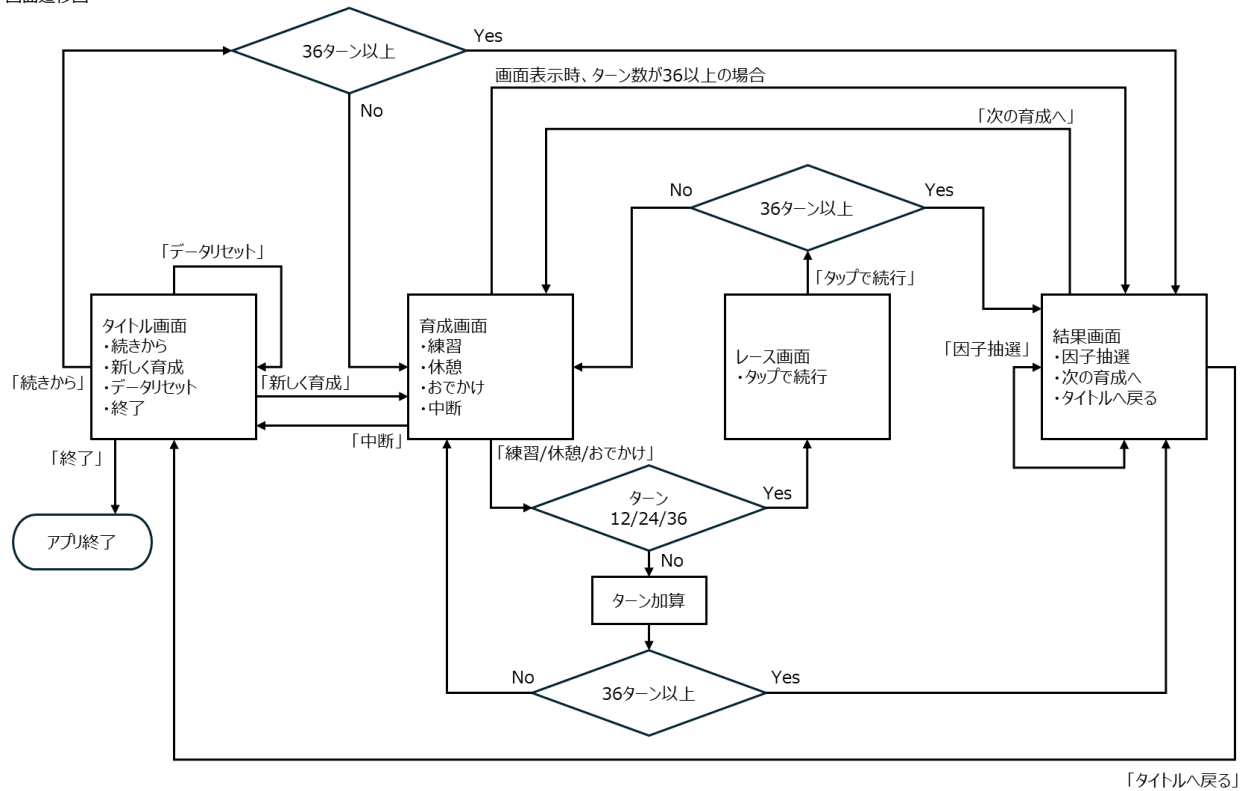 画面遷移図
36ターン以上
Yes
No
画面表示時、ターン数が36以上の場合
「次の育成へ」
No
36ターン以上
Yes
「データリセット」
「タップで続行」
タイトル画面
・続きから
・新しく育成
・データリセット
・終了
「続きから」
「新しく育成」
「中断」
「終了」
アプリ終了
育成画面
・練習
・休憩
・おでかけ
・中断
「練習/休憩/おでかけ」
レース画面
・タップで続行
「因子抽選」
結果画面
・因子抽選
・次の育成へ
・タイトルへ戻る
ターン
12/24/36
Yes
No
ターン加算
No
36ターン以上
Yes
「タイトルへ戻る」